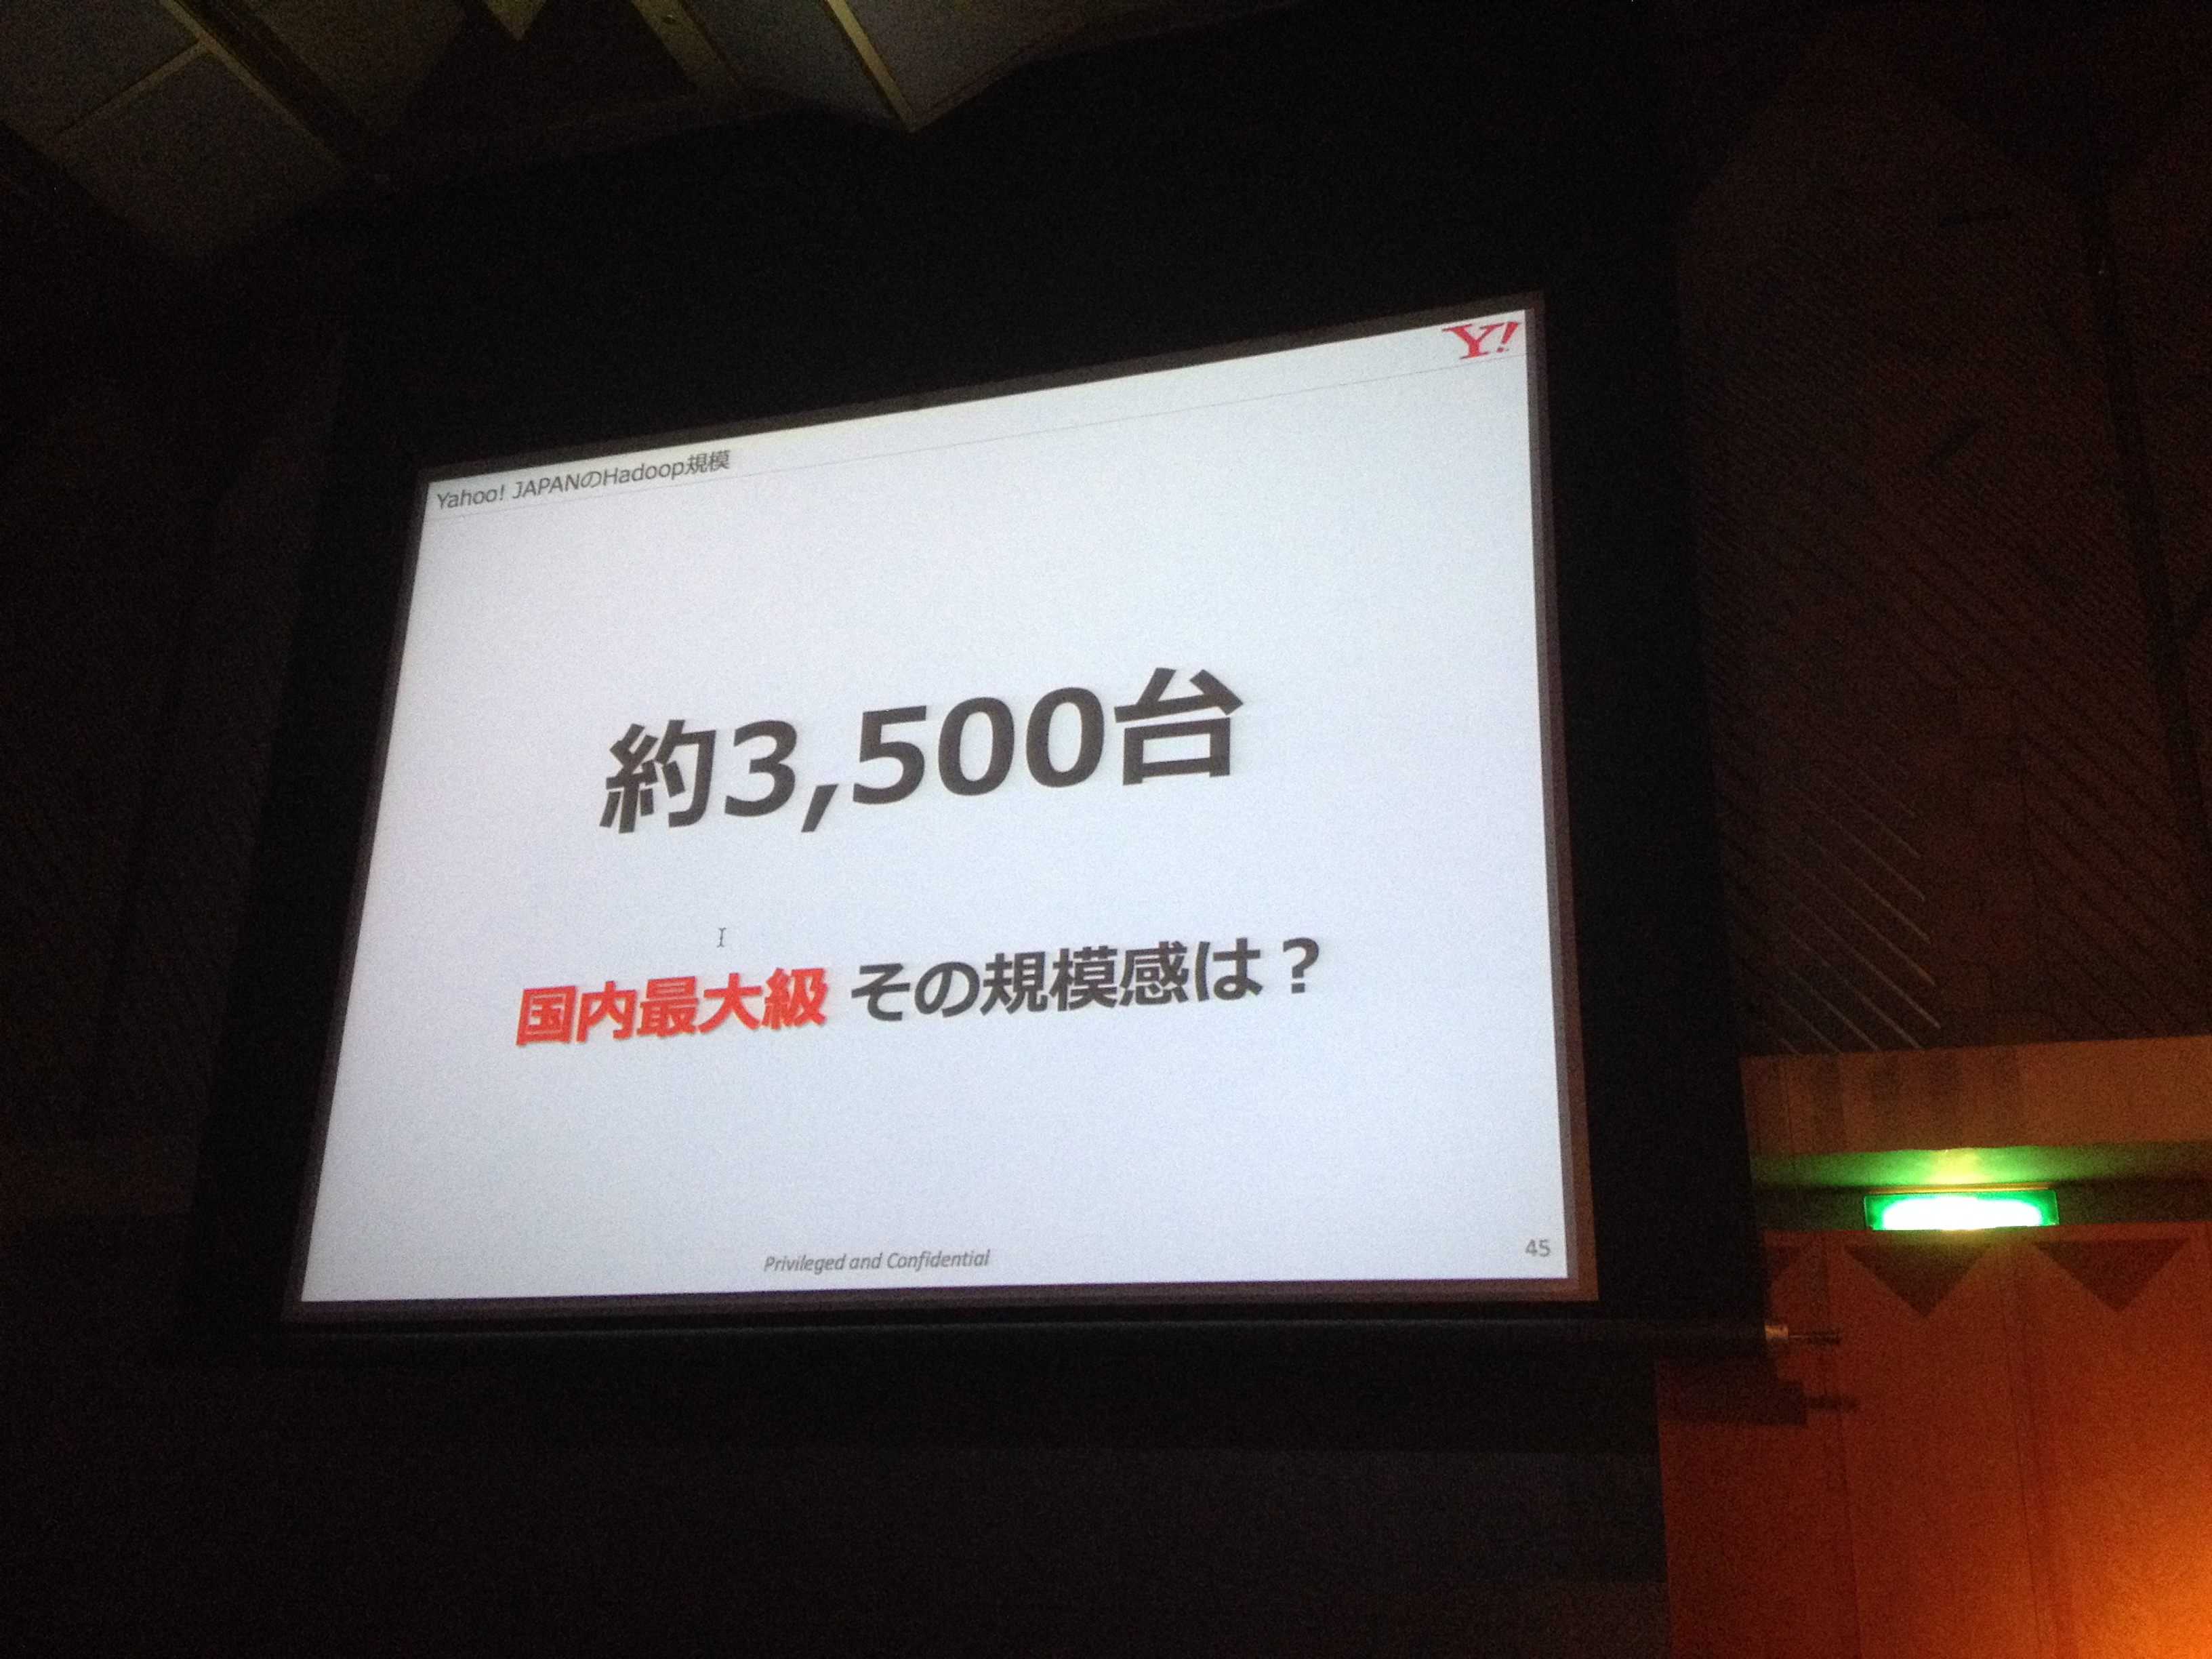 Y!
Yahoo! JAPANのHadoop規模
約3,500台
国内最大級 その規模感は？
Privileged and Confidential
45